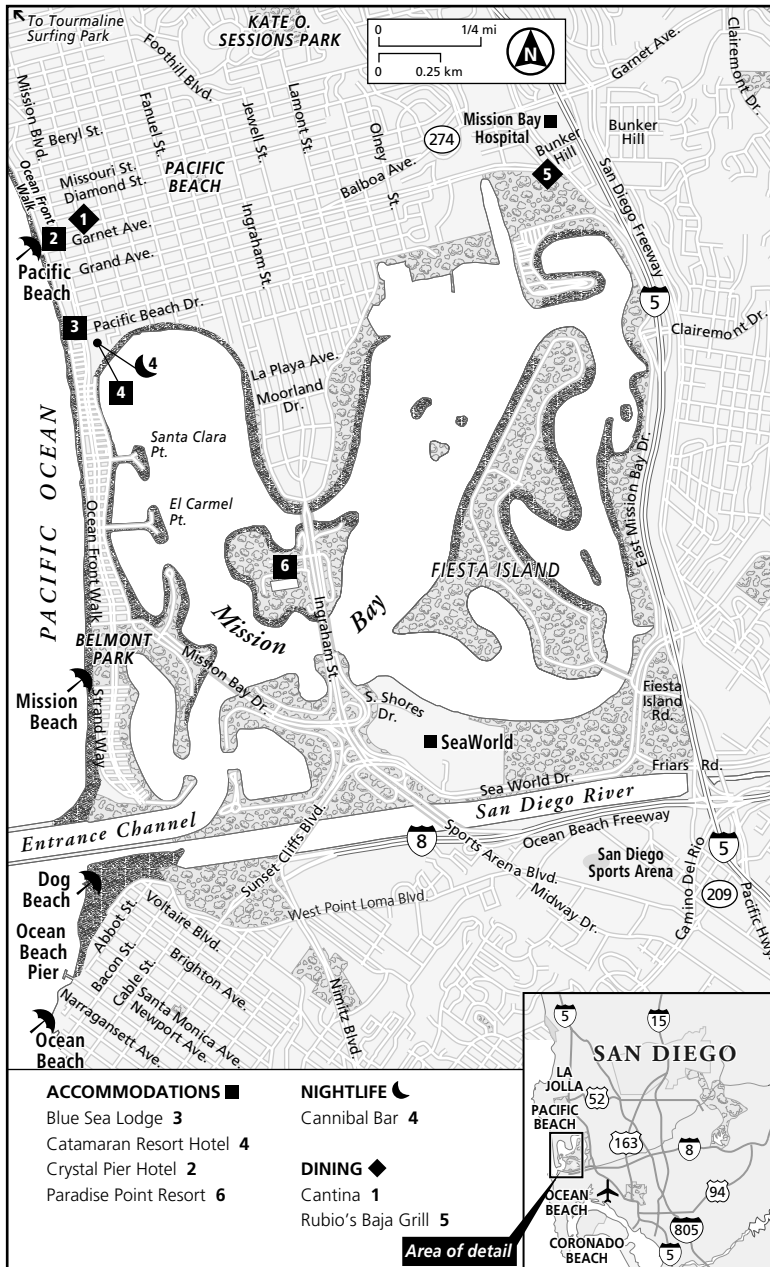 To Tourmaline
Surfing Park
KATE O.
SESSIONS PARK
0 1/4 mi
0 0.25 km
N
Mission Blvd.
Foothill Blvd.
Fanuel St.
Jewell St.
Lamont St.
Olney St.
Garnet Ave.
Clairemont Dr.
Beryl St.
Missouri St.
Diamond St.
PACIFIC
BEACH
Balboa Ave.
274
Mission Bay
Hospital
Bunker
Hill
Bunker
Hill
5
San Diego Freeway
Ocean Front
Walk
1
2
Garnet Ave.
Grand Ave.
Ingraham St.
Pacific
Beach
5
3
Pacific Beach Dr.
Clairemont Dr.
4
4
La Playa Ave.
Moorland
Dr.
PACIFIC OCEAN
Santa Clara
Pt.
El Carmel
Pt.
Ocean Front Walk
East Mission Bay Dr.
6
FIESTA ISLAND
Mission Bay
Ingraham St.
BELMONT
PARK
Mission Bay Dr.
Mission
Beach
Strand Way
S. Shores
Dr.
Fiesta
Island
Rd.
SeaWorld
Friars Rd.
Sea World Dr.
San Diego River
Entrance Channel
Sunset Cliffs Blvd.
8
Ocean Beach Freeway
Sports Arena Blvd.
San Diego
Sports Arena
5
Camino Del Rio
209
Pacific Hwy.
Midway Dr.
West Point Loma Blvd.
Dog
Beach
Abbot St.
Voltaire Blvd.
Ocean
Beach
Pier
Bacon St.
Cable St.
Brighton Ave.
Santa Monica Ave.
Newport Ave.
Narragansett Ave.
Nimitz Blvd.
Ocean
Beach
ACCOMMODATIONS
Blue Sea Lodge 3
Catamaran Resort Hotel 4
Crystal Pier Hotel 2
Paradise Point Resort 6
NIGHTLIFE
Cannibal Bar 4
DINING
Cantina 1
Rubio's Baja Grill 5
5
15
SAN DIEGO
LA
JOLLA
52
PACIFIC
BEACH
163
8
OCEAN
BEACH
94
805
CORONADO
BEACH
5
Area of detail